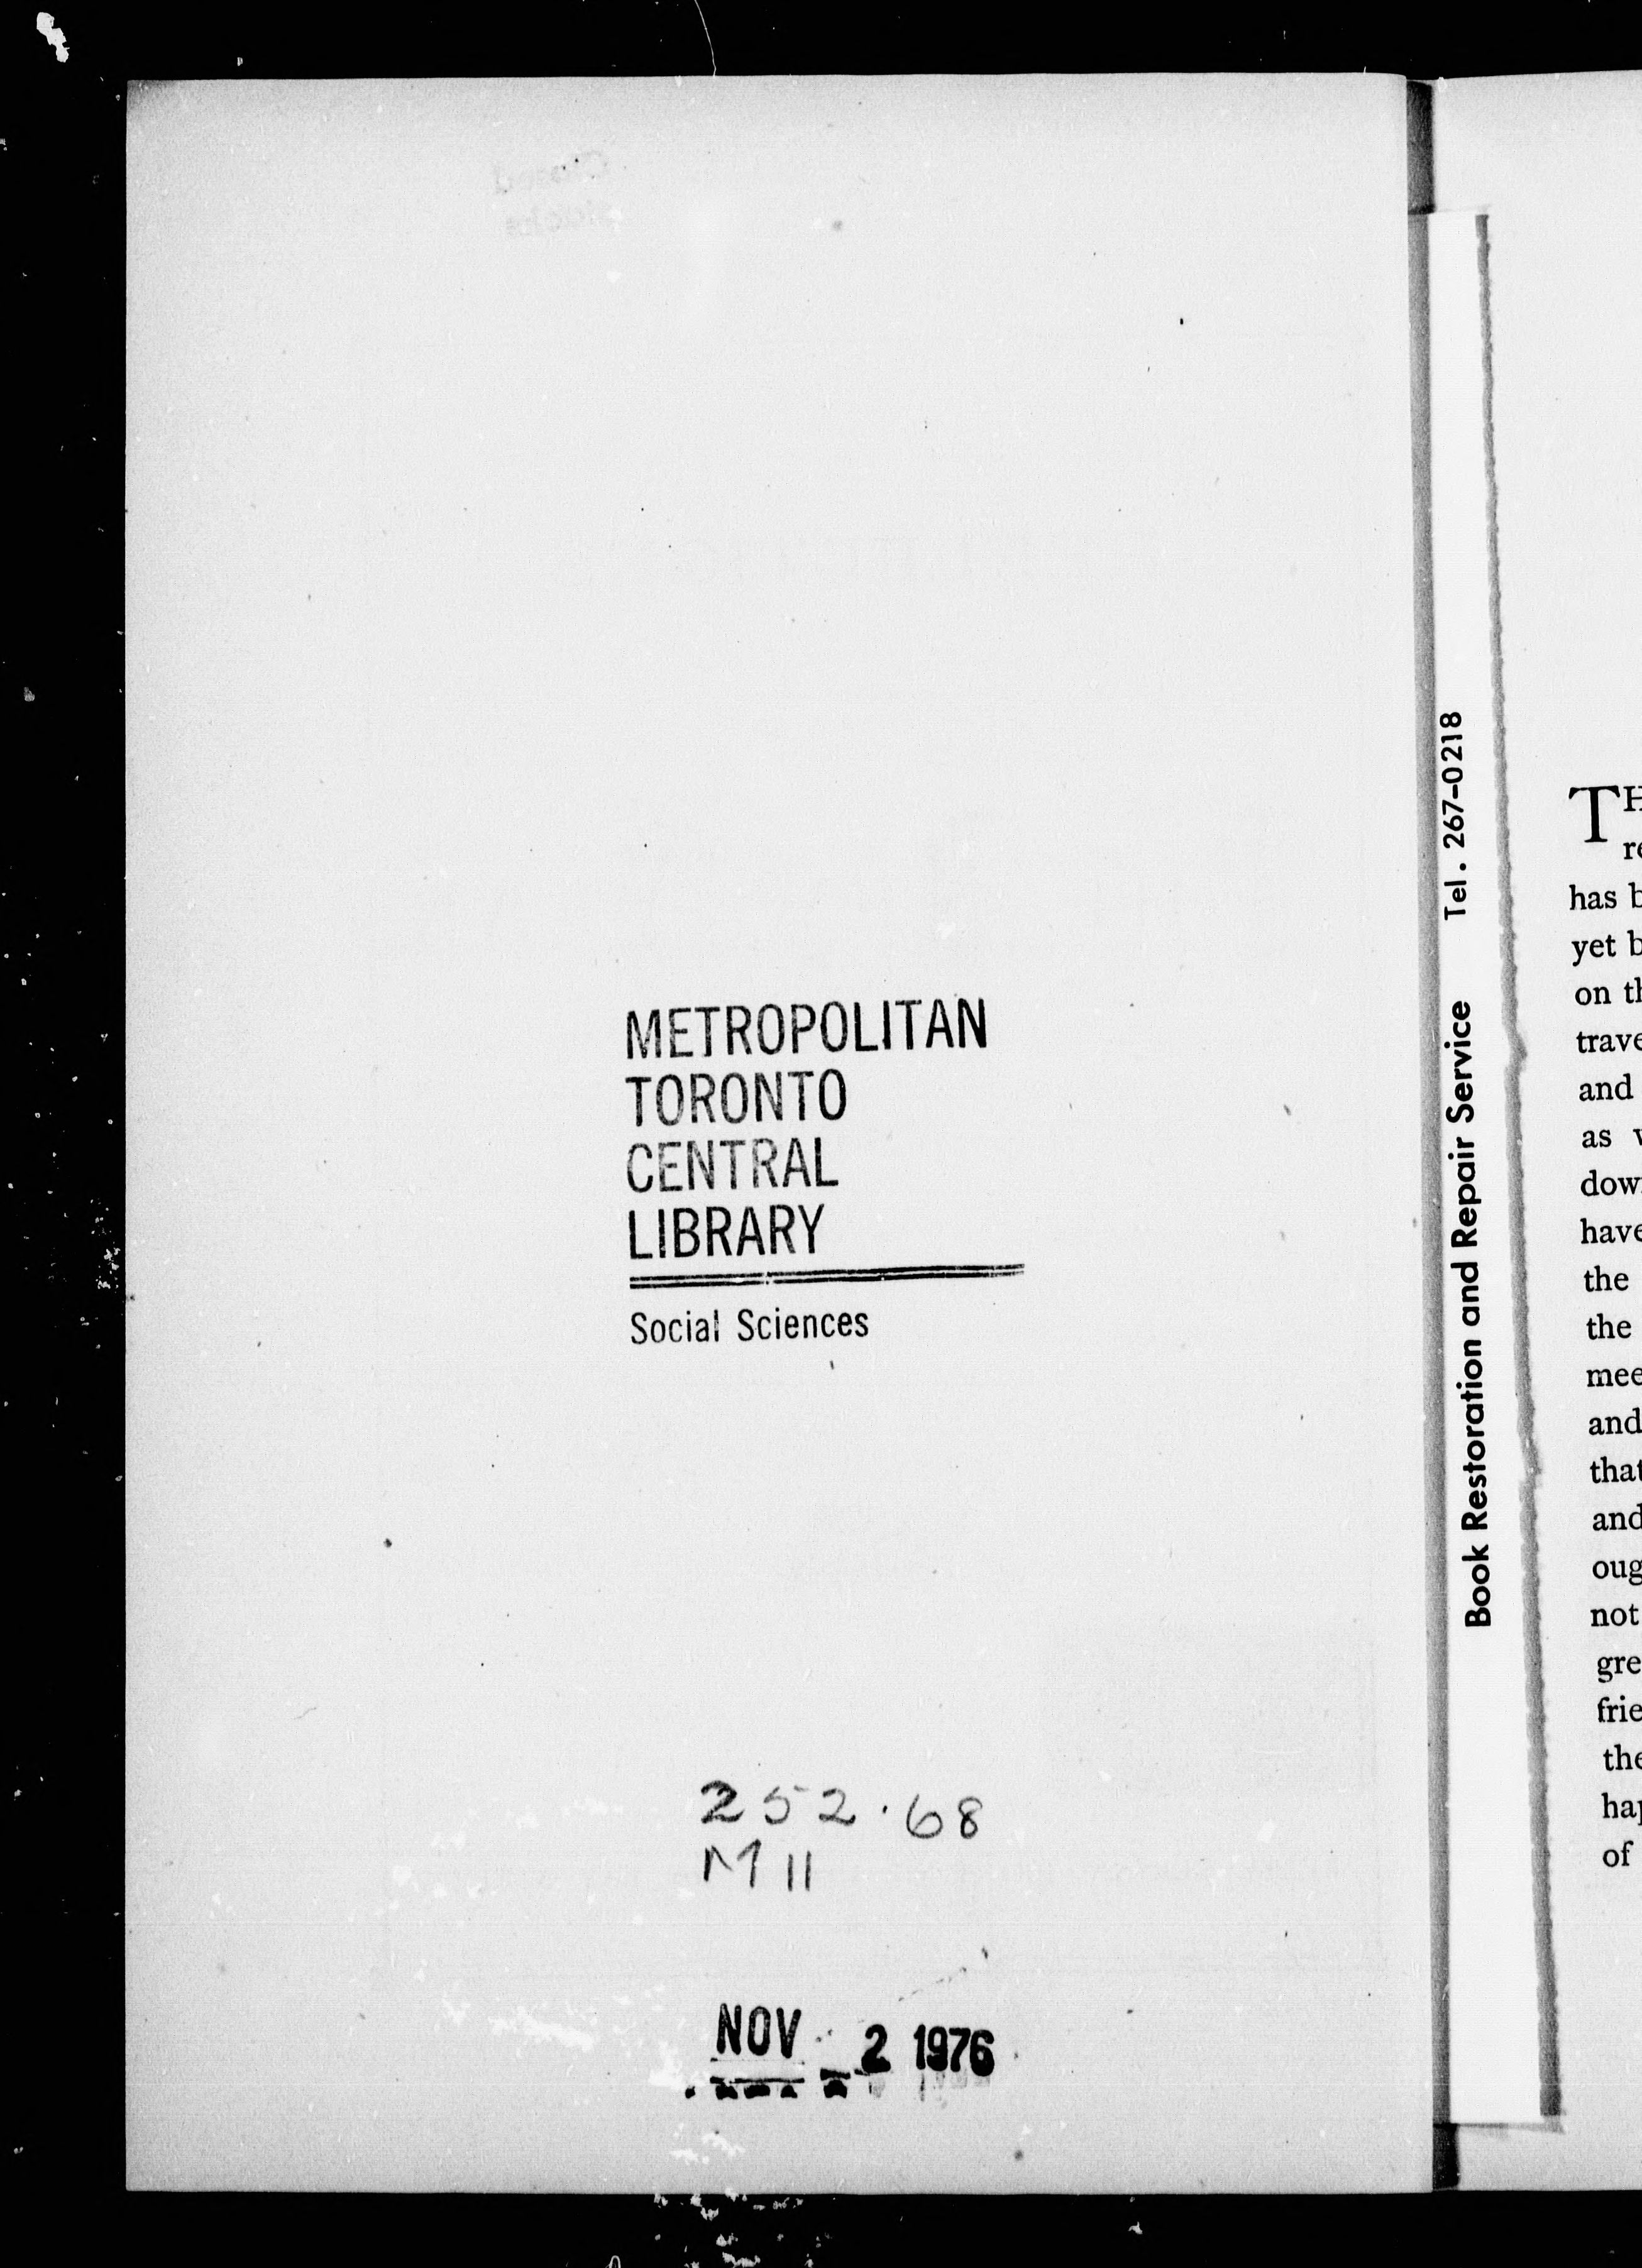 METROPOLITAN
TORONTO
CENTRAL
LIBRARY
Social Sciences
252.68
M11
NOV 2 1976
Book Restoration and Repair Service Tel. 267-0218
TH
re
has b
yet b
on th
trave
and
as
dow
have
the
the
mee
and
that
and
oug
not
gre
frie
the
hap
of